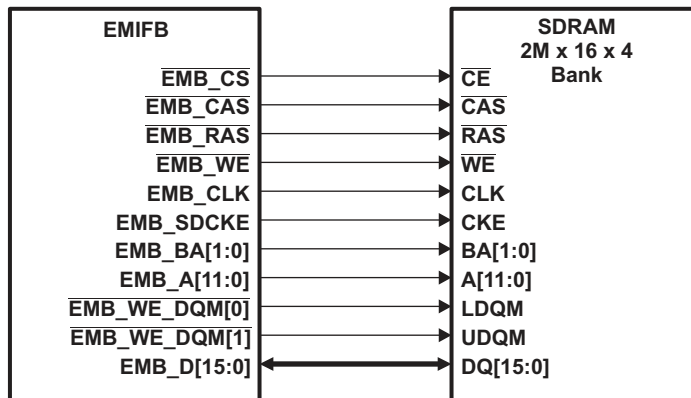 EMIFB
EMB_CS
EMB_CAS
EMB_RAS
EMB_WE
EMB_CLK
EMB_SDCKE
EMB_BA[1:0]
EMB_A[11:0]
EMB_WE_DQM[0]
EMB_WE_DQM[1]
EMB_D[15:0]
SDRAM
2M x 16 x 4
Bank
CE
CAS
RAS
WE
CLK
CKE
BA[1:0]
A[11:0]
LDQM
UDQM
DQ[15:0]